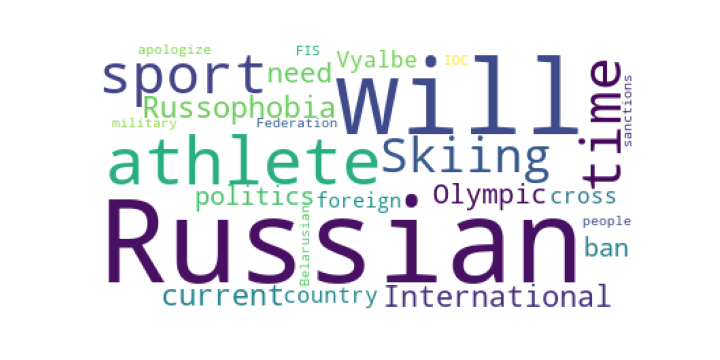 apologize
FIS
sport
need
Vyalbe
IOC
will
time
sanctions
Russophobia
military
Federation
athlete
Skiing
politics
foreign
Olympic
cross
Belarusian
Russian
people
ban
current
country
International